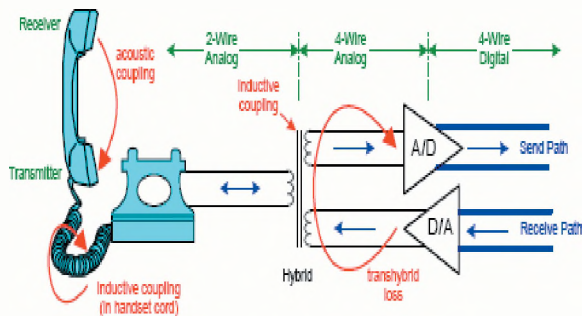 Receiver
acoustic
coupling
2-Wire
Analog
4-Wire
Analog
4-Wire
Digital
Inductive
coupling
Transmitter
A/D
Send Path
D/A
Receive Path
Hybrid
transhybrid
loss
Inductive coupling
(in handset cord)